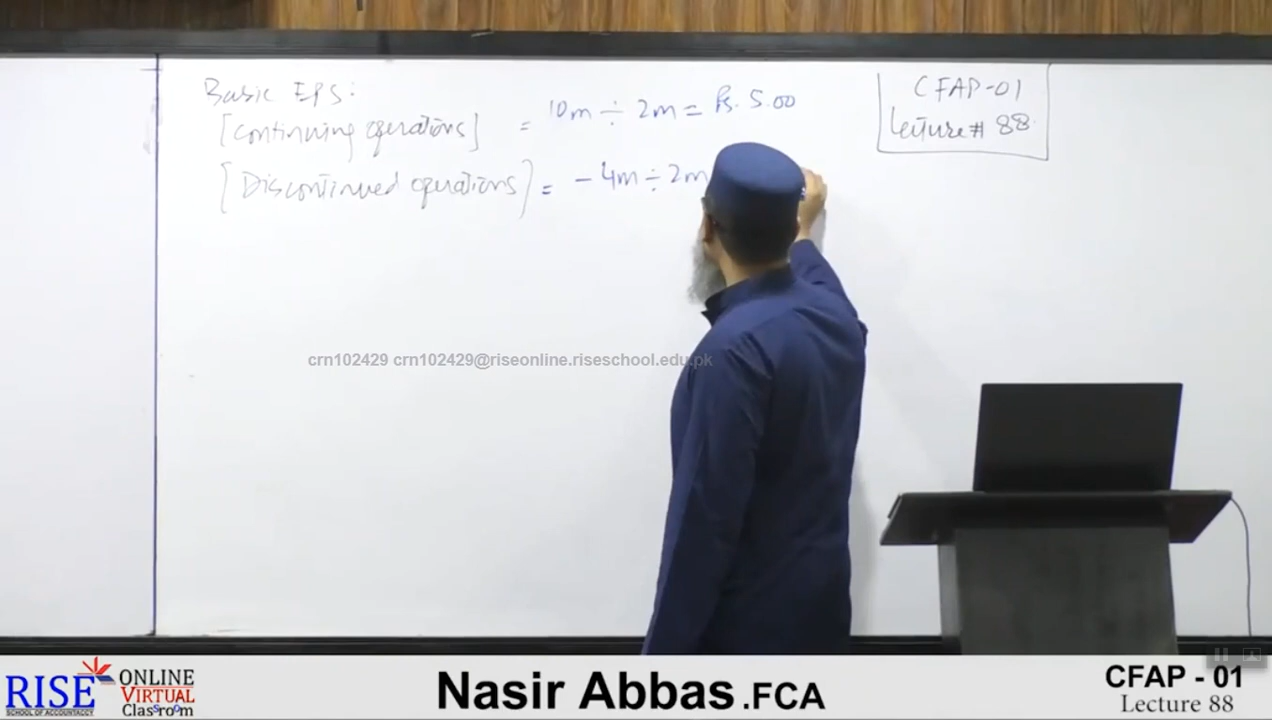 Basic EPS:
[Continuing operations] = 10m ÷ 2m = Rs. 5.00
[Discontinued operations] = - 4m ÷ 2m
CFAP-01
Lecture # 88
crn102429 crn102429@riseonline.riseschool.edu.pk
RISE
SCHOOL OF ACCOUNTANCY
ONLINE
VIRTUAL
Classroom
Nasir Abbas .FCA
CFAP - 01
Lecture 88